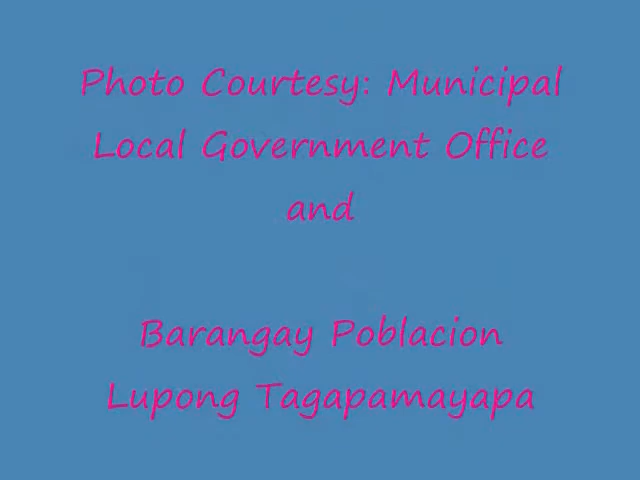 Photo Courtesy: Municipal
Local Government Office
and
Barangay Poblacion
Lupong Tagapamayapa